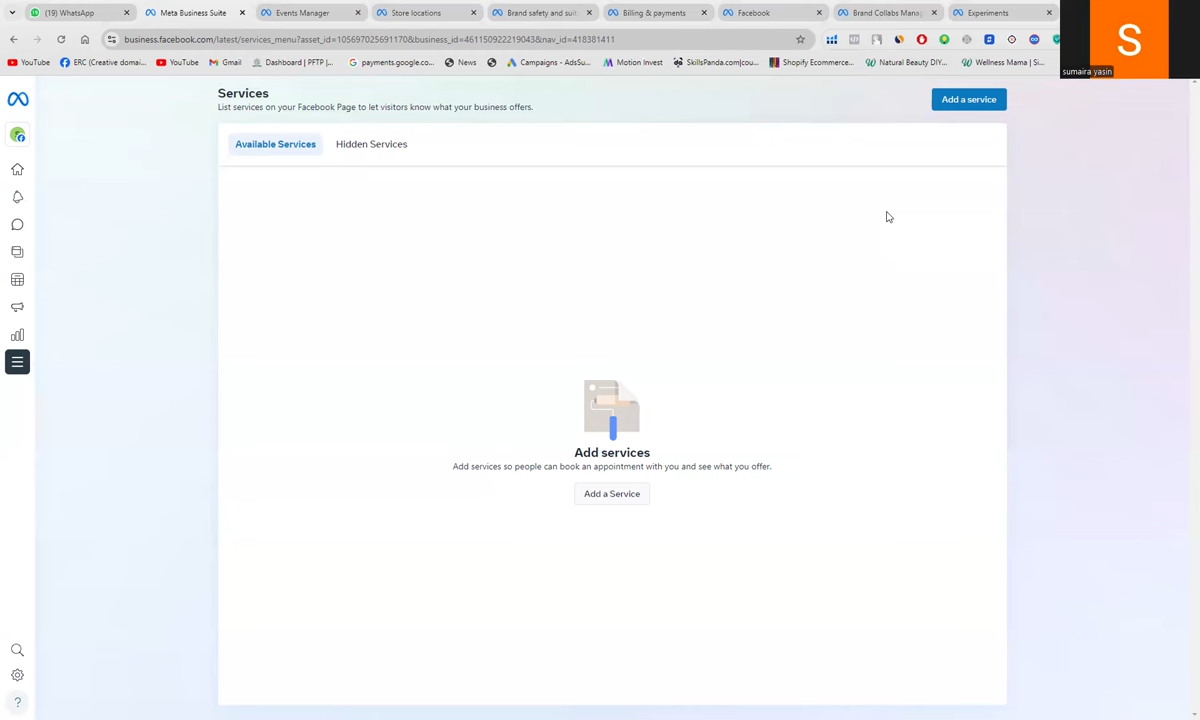 (19) WhatsApp
Meta Business Suite
Events Manager
Store locations
Brand safety and suit
Billing & payments
Facebook
Brand Collabs Mana
Experiments
business.facebook.com/latest/services_menu?asset_id=105697025691170&business_id=461150922219043&nav_id=418381411
YouTube
ERC (Creative domai...
YouTube
Gmail
Dashboard | PFTP |...
payments.google.co...
News
Campaigns - AdsSu...
Motion Invest
SkillsPanda.com|cou...
Shopify Ecommerce...
Natural Beauty DIY...
Wellness Mama | Si...
S
sumaira yasin
Services
List services on your Facebook Page to let visitors know what your business offers.
Add a service
Available Services
Hidden Services
Add services
Add services so people can book an appointment with you and see what you offer.
Add a Service